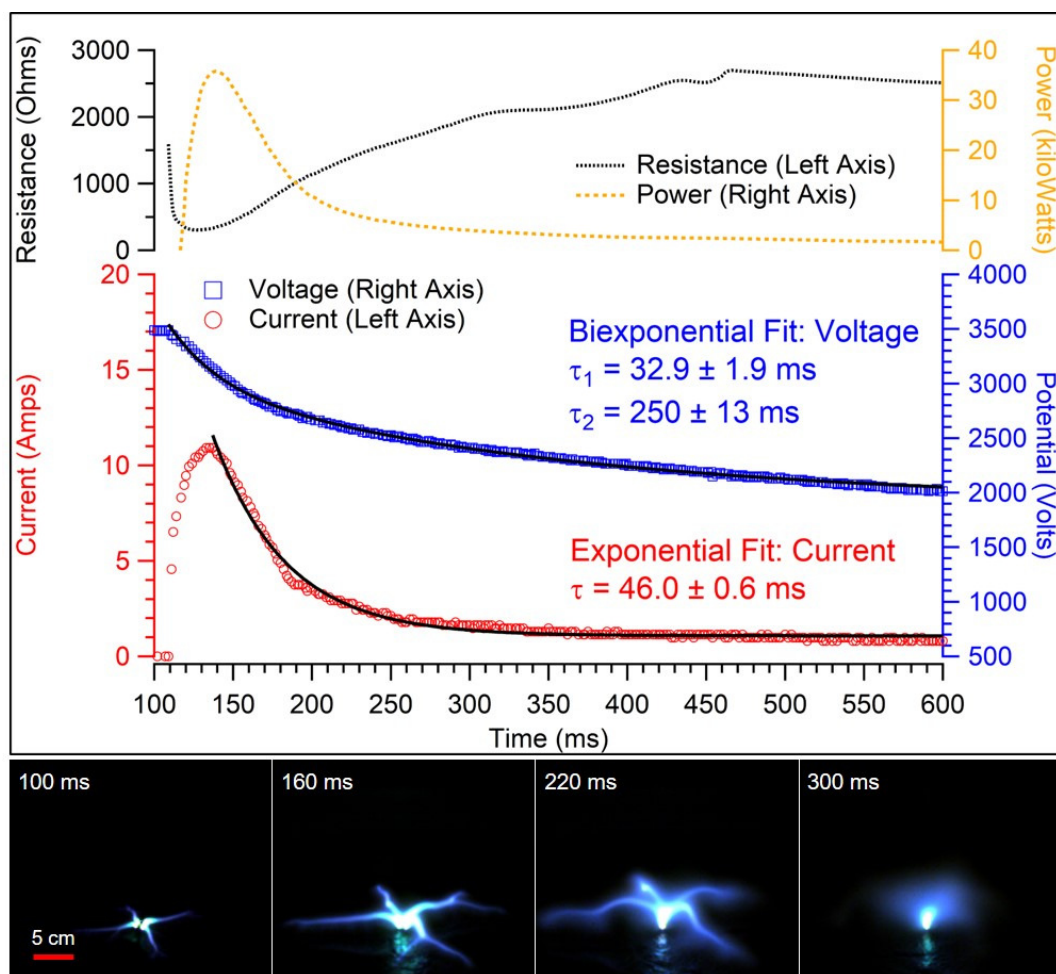 3000
2000
1000
0
Resistance (Ohms)
40
30
20
10
0
Power (kiloWatts)
Resistance (Left Axis)
Power (Right Axis)
20
15
10
5
0
Current (Amps)
Voltage (Right Axis)
Current (Left Axis)
Biexponential Fit: Voltage
τ1 = 32.9 ± 1.9 ms
τ2 = 250 ± 13 ms
Exponential Fit: Current
τ = 46.0 ± 0.6 ms
4000
3500
3000
2500
2000
1500
1000
500
Potential (Volts)
100 150 200 250 300 350 400 450 500 550 600
Time (ms)
100 ms
160 ms
220 ms
300 ms
5 cm